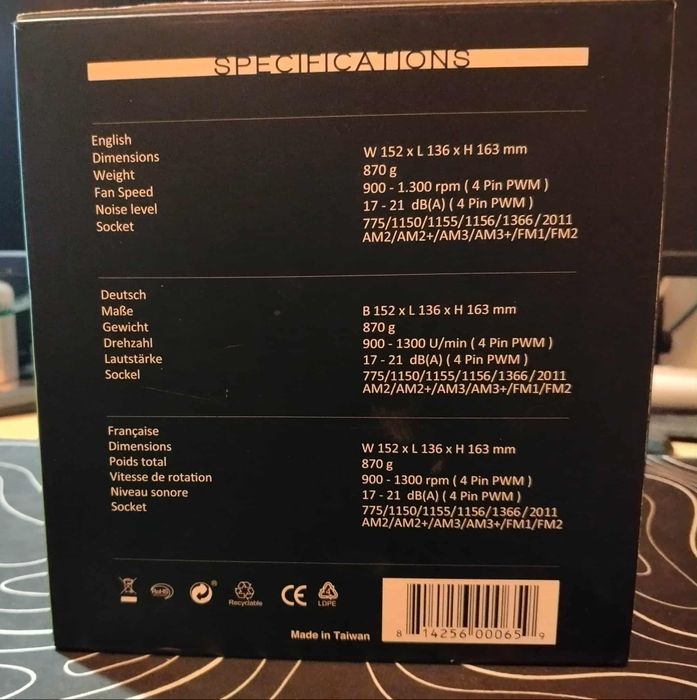 SPECIFICATIONS
English
Dimensions W 152 x L 136 x H 163 mm
Weight 870 g
Fan Speed 900 - 1.300 rpm ( 4 Pin PWM )
Noise level 17 - 21 dB(A) ( 4 Pin PWM )
Socket 775/1150/1155/1156/1366/2011
AM2/AM2+/AM3/AM3+/FM1/FM2
Deutsch
Maße B 152 x L 136 x H 163 mm
Gewicht 870 g
Drehzahl 900 - 1300 U/min ( 4 Pin PWM )
Lautstärke 17 - 21 dB(A) ( 4 Pin PWM )
Sockel 775/1150/1155/1156/1366/2011
AM2/AM2+/AM3/AM3+/FM1/FM2
Française
Dimensions W 152 x L 136 x H 163 mm
Poids total 870 g
Vitesse de rotation 900 - 1300 rpm ( 4 Pin PWM )
Niveau sonore 17 - 21 dB(A) ( 4 Pin PWM )
Socket 775/1150/1155/1156/1366/2011
AM2/AM2+/AM3/AM3+/FM1/FM2
RoHS ® Recyclable CE 4 LDPE
Made in Taiwan
8 14256 00065 9